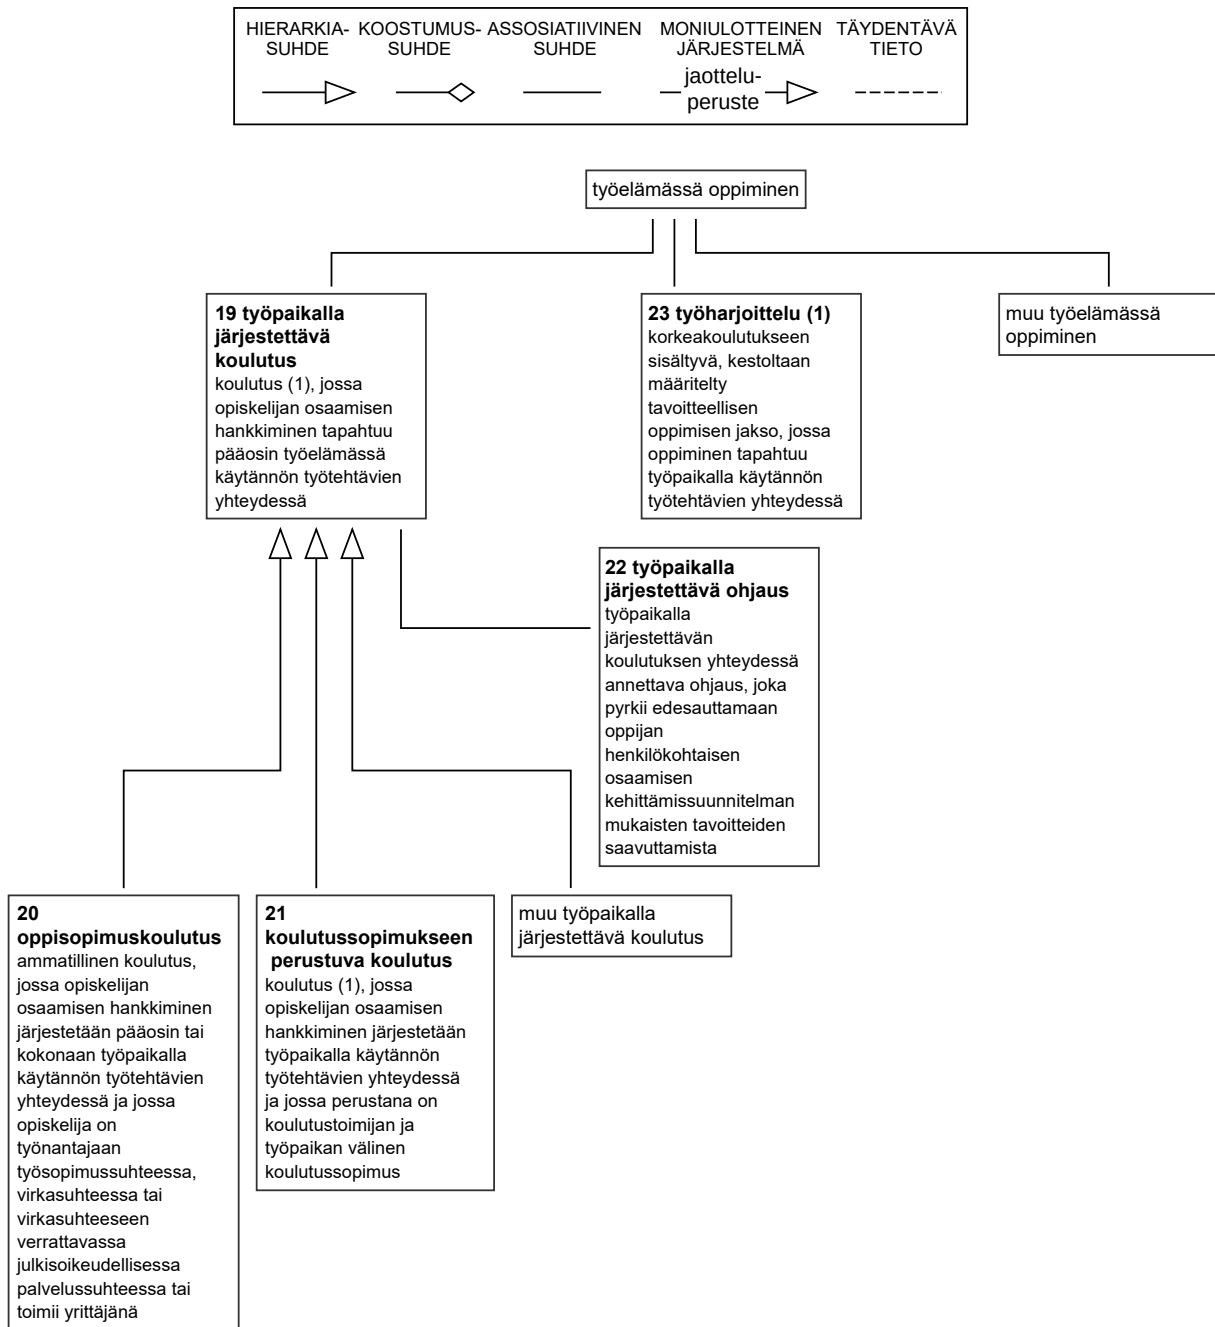 HIERARKIA-
SUHDE
KOOSTUMUS-
SUHDE
ASSOSIATIIVINEN
SUHDE
MONIULOTTEINEN
JÄRJESTELMÄ
TÄYDENTÄVÄ
TIETO
jaottelu-
peruste
työelämässä oppiminen
19 työpaikalla
järjestettävä
koulutus
koulutus (1), jossa
opiskelijan osaamisen
hankkiminen tapahtuu
pääosin työelämässä
käytännön työtehtävien
yhteydessä
23 työharjoittelu (1)
korkeakoulutukseen
sisältyvä, kestoltaan
määritelty
tavoitteellisen
oppimisen jakso, jossa
oppiminen tapahtuu
työpaikalla käytännön
työtehtävien yhteydessä
muu työelämässä
oppiminen
22 työpaikalla
järjestettävä ohjaus
työpaikalla
järjestettävän
koulutuksen yhteydessä
annettava ohjaus, joka
pyrkii edesauttamaan
oppijan
henkilökohtaisen
osaamisen
kehittämissuunnitelman
mukaisten tavoitteiden
saavuttamista
20
oppisopimuskoulutus
ammatillinen koulutus,
jossa opiskelijan
osaamisen hankkiminen
järjestetään pääosin tai
kokonaan työpaikalla
käytännön työtehtävien
yhteydessä ja jossa
opiskelija on
työnantajaan
työsopimussuhteessa,
virkasuhteessa tai
virkasuhteeseen
verrattavassa
julkisoikeudellisessa
palvelussuhteessa tai
toimii yrittäjänä
21
koulutussopimukseen
perustuva koulutus
koulutus (1), jossa
opiskelijan osaamisen
hankkiminen järjestetään
työpaikalla käytännön
työtehtävien yhteydessä
ja jossa perustana on
koulutustoimijan ja
työpaikan välinen
koulutussopimus
muu työpaikalla
järjestettävä koulutus